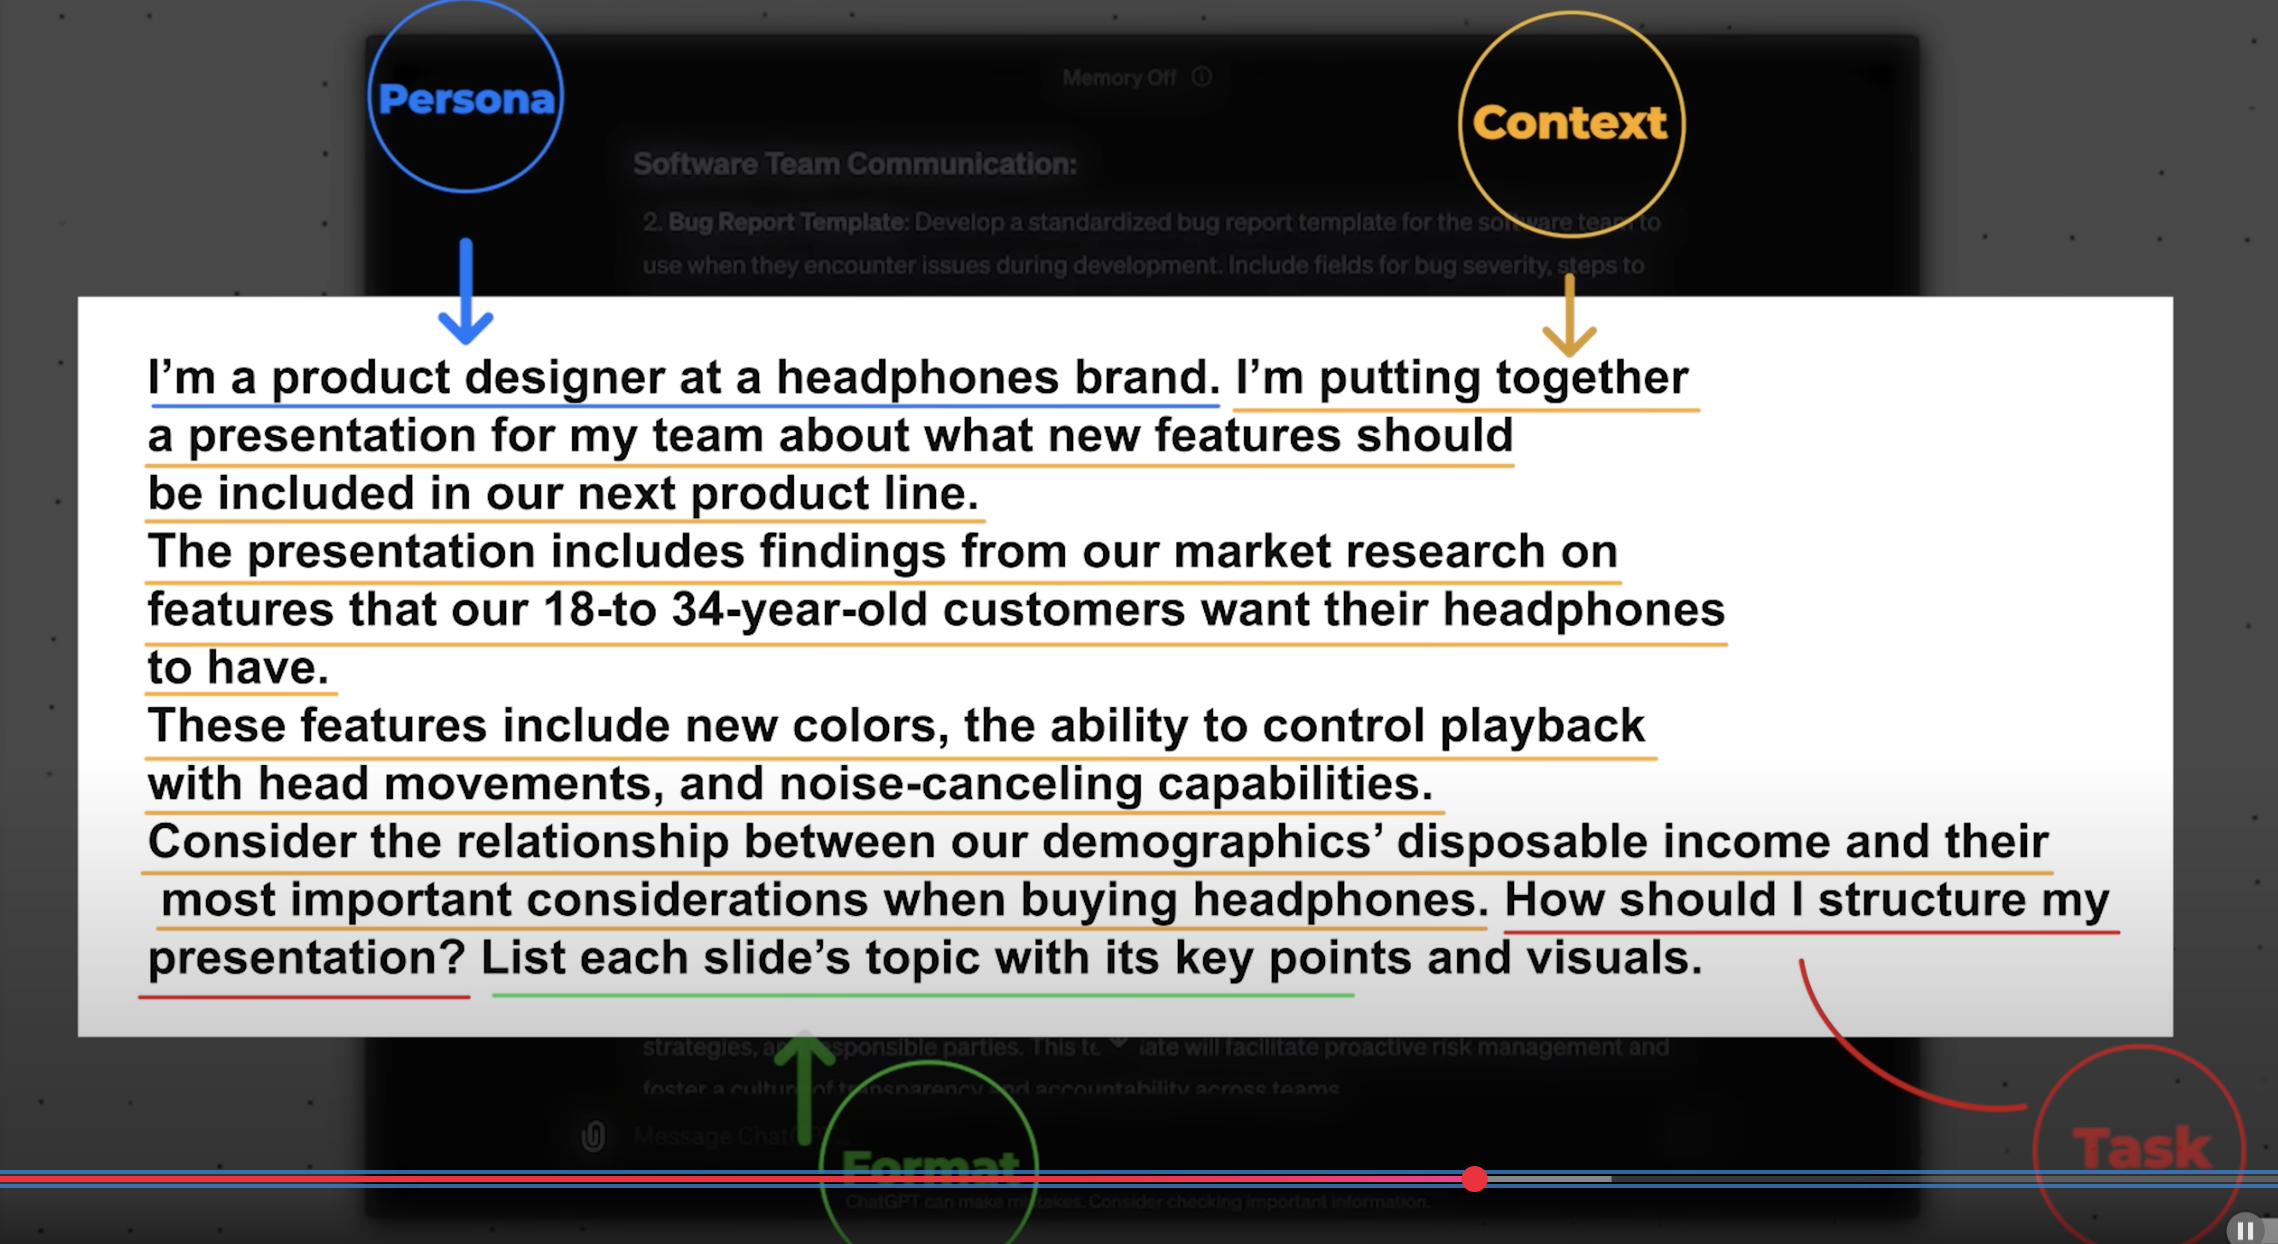 Persona
Context
Memory Off
Software Team Communication:
2. Bug Report Template: Develop a standardized bug report template for the software team to
use when they encounter issues during development. Include fields for bug severity, steps to
I’m a product designer at a headphones brand. I’m putting together
a presentation for my team about what new features should
be included in our next product line.
The presentation includes findings from our market research on
features that our 18-to 34-year-old customers want their headphones
to have.
These features include new colors, the ability to control playback
with head movements, and noise-canceling capabilities.
Consider the relationship between our demographics’ disposable income and their
most important considerations when buying headphones. How should I structure my
presentation? List each slide’s topic with its key points and visuals.
strategies, and responsible parties. This will facilitate proactive risk management and
foster a culture of transparency and accountability across teams.
Message ChatGPT
Format
Task
ChatGPT can make mistakes. Consider checking important information.